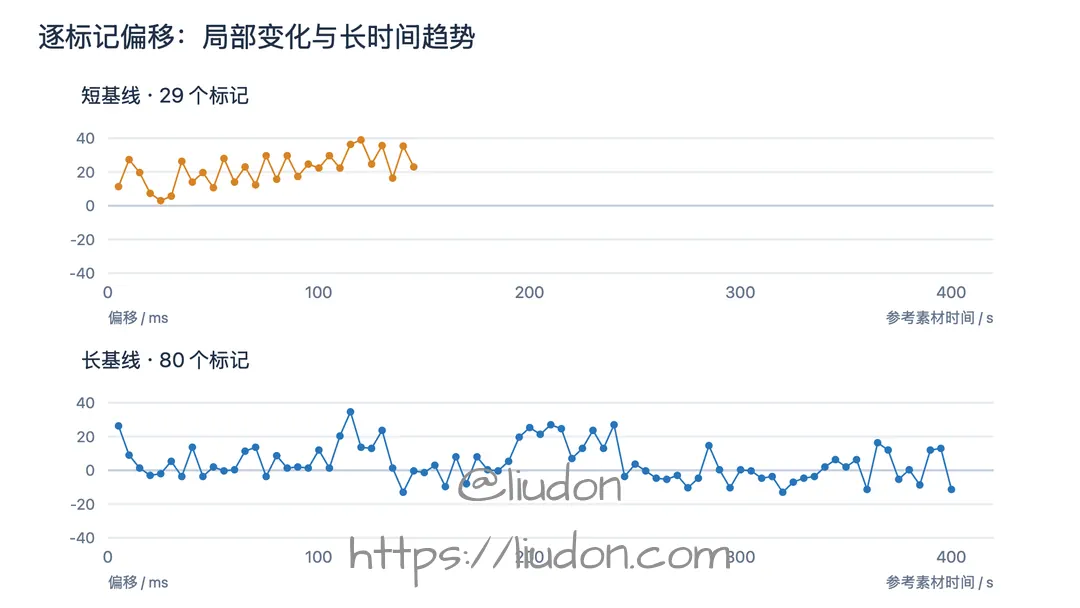 逐标记偏移：局部变化与长时间趋势
短基线 · 29 个标记
40
20
0
-20
-40
0 100 200 300 400
偏移 / ms 参考素材时间 / s
长基线 · 80 个标记
40
20
0
-20
-40
@liudon
0 100 200 300 400
https://liudon.com
偏移 / ms 参考素材时间 / s